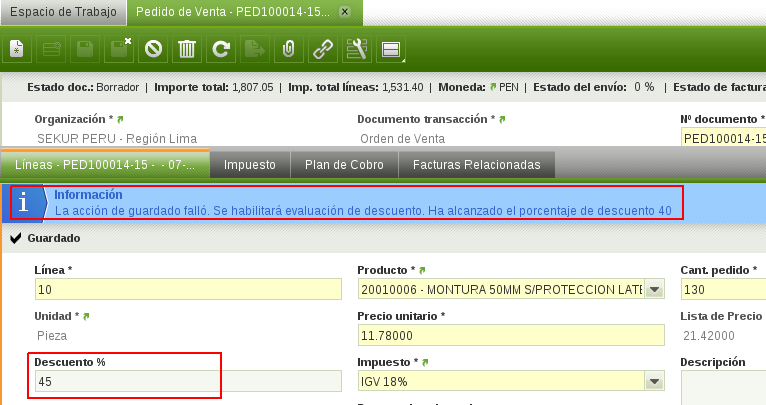 Espacio de Trabajo
Pedido de Venta - PED100014-15...
Estado doc.: Borrador | Importe total: 1,807.05 | Imp. total líneas: 1,531.40 | Moneda: PEN | Estado del envío: 0 % | Estado de factura
Organización *
Documento transacción *
Nº documento *
SEKUR PERU - Región Lima
Orden de Venta
PED100014-15
Líneas - PED100014-15 - - 07-...
Impuesto
Plan de Cobro
Facturas Relacionadas
Información
La acción de guardado falló. Se habilitará evaluación de descuento. Ha alcanzado el porcentaje de descuento 40
Guardado
Línea *
Producto *
Cant. pedido *
10
20010006 - MONTURA 50MM S/PROTECCION LATE
130
Unidad *
Precio unitario *
Lista de Precio
Pieza
11.78000
21.42000
Descuento %
Impuesto *
Descripción
45
IGV 18%